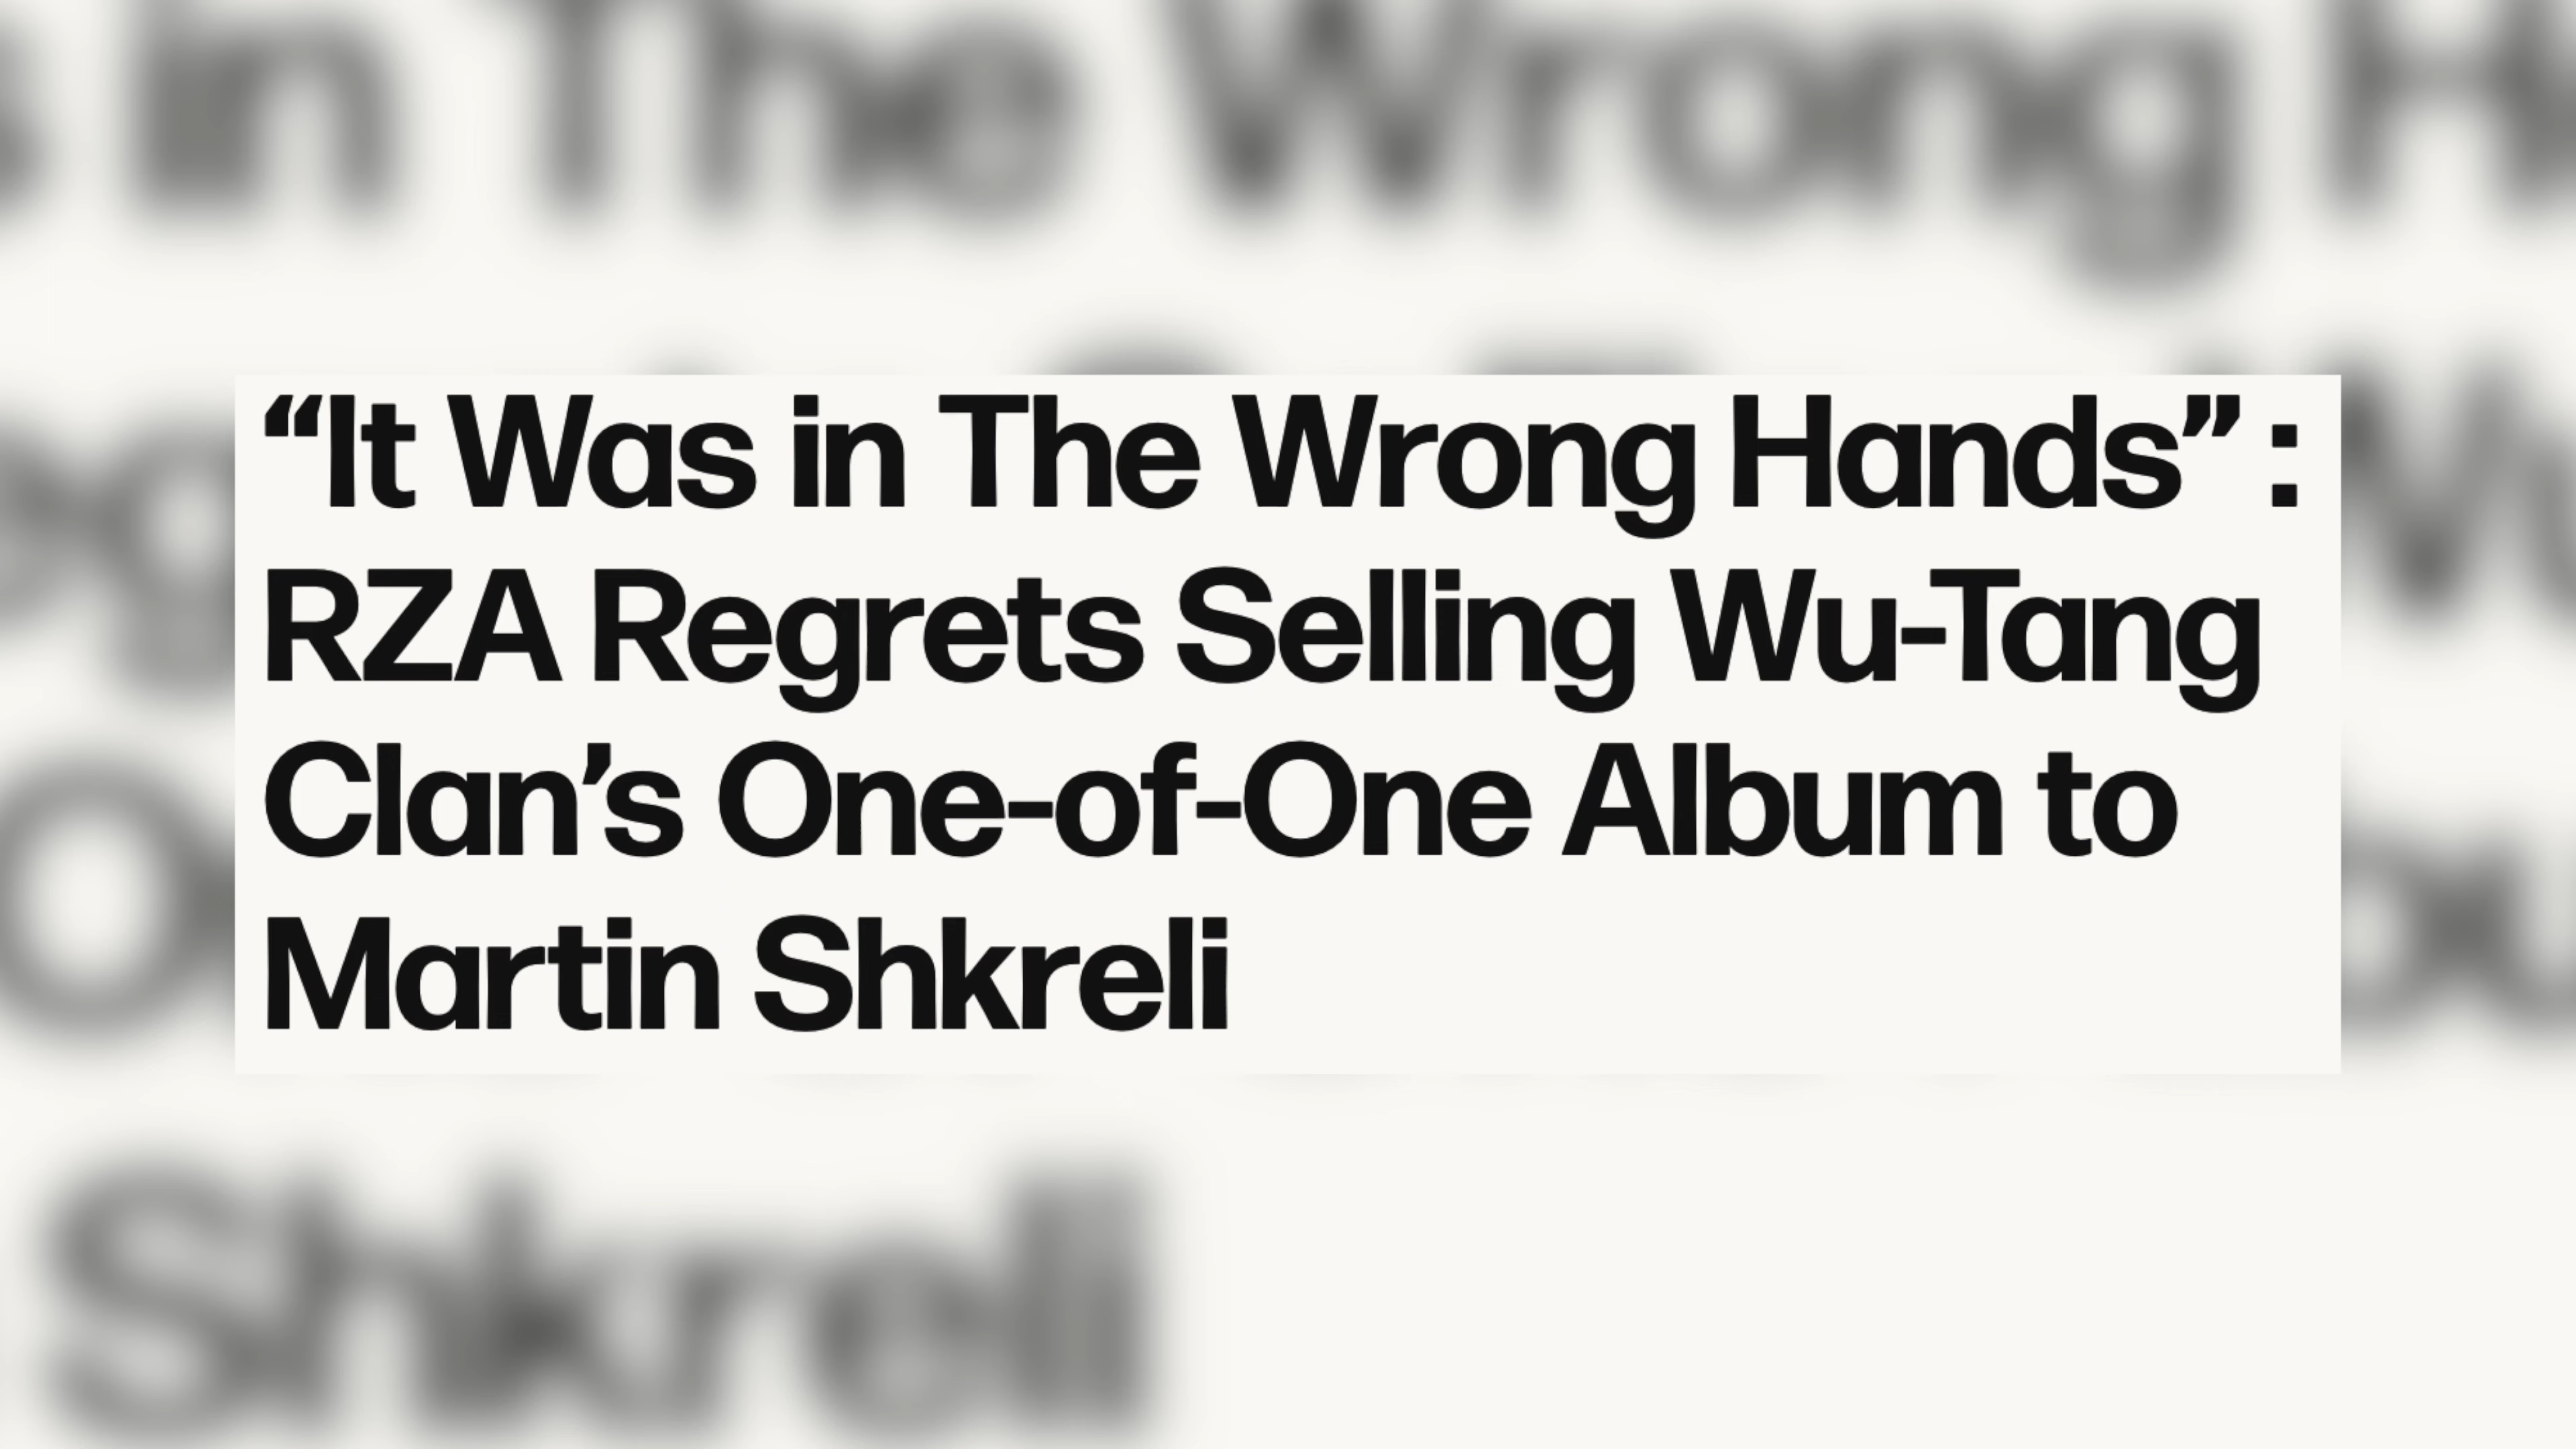 “It Was in The Wrong Hands” :
RZA Regrets Selling Wu-Tang
Clan’s One-of-One Album to
Martin Shkreli